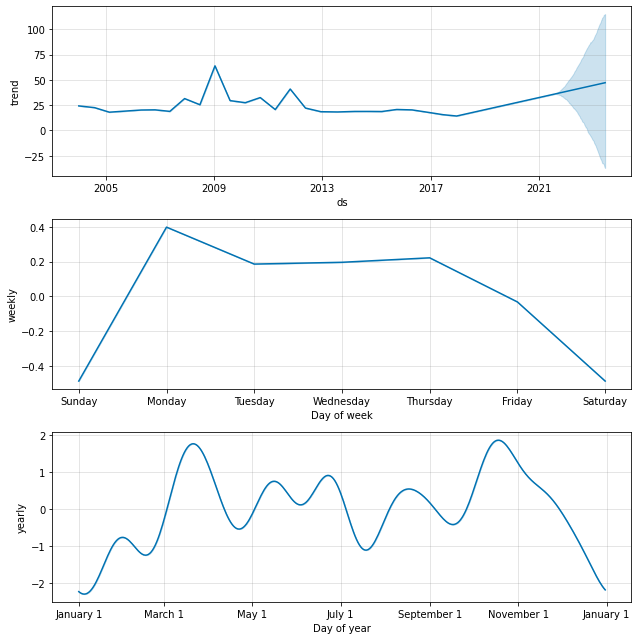 100
75
50
25
0
−25
trend
2005 2009 2013 2017 2021
ds
0.4
0.2
0.0
−0.2
−0.4
weekly
Sunday Monday Tuesday Wednesday Thursday Friday Saturday
Day of week
2
1
0
−1
−2
yearly
January 1 March 1 May 1 July 1 September 1 November 1 January 1
Day of year